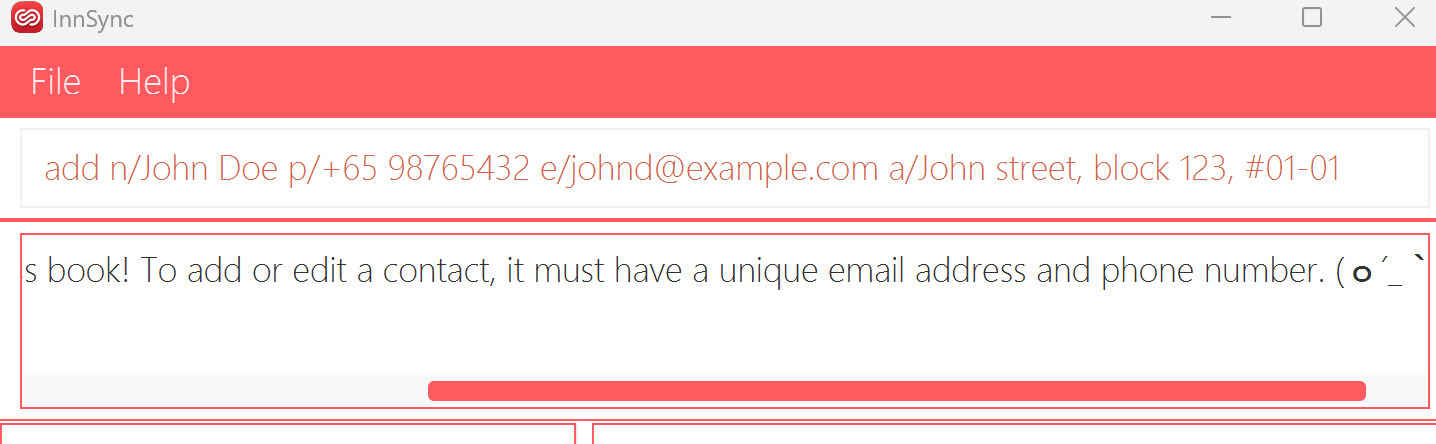 InnSync
File Help
add n/John Doe p/+65 98765432 e/johnd@example.com a/John street, block 123, #01-01
s book! To add or edit a contact, it must have a unique email address and phone number. (o´_`